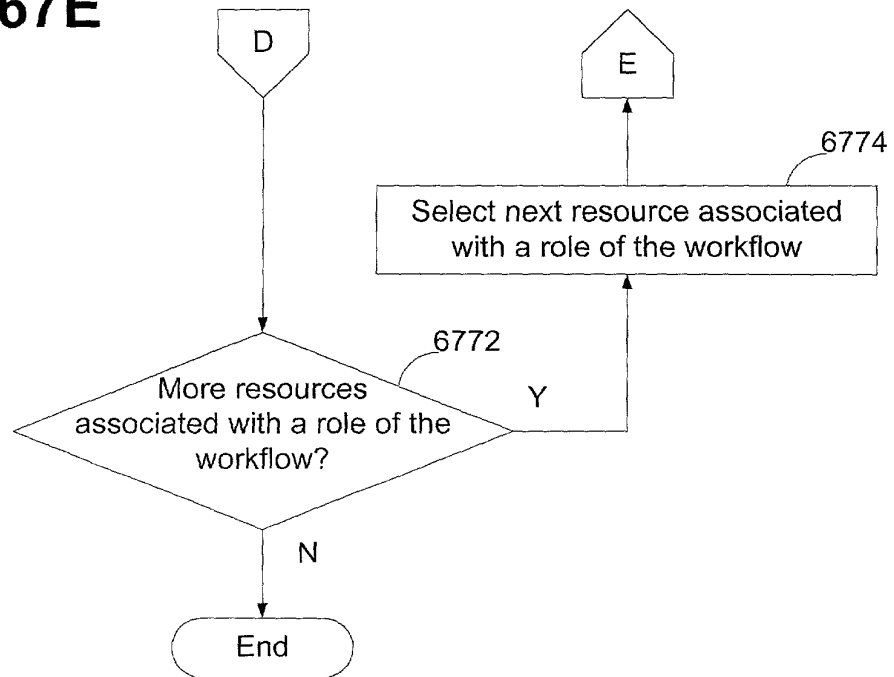 67E
D
E
6774
Select next resource associated
with a role of the workflow
6772
More resources
associated with a role of the
workflow?
Y
N
End